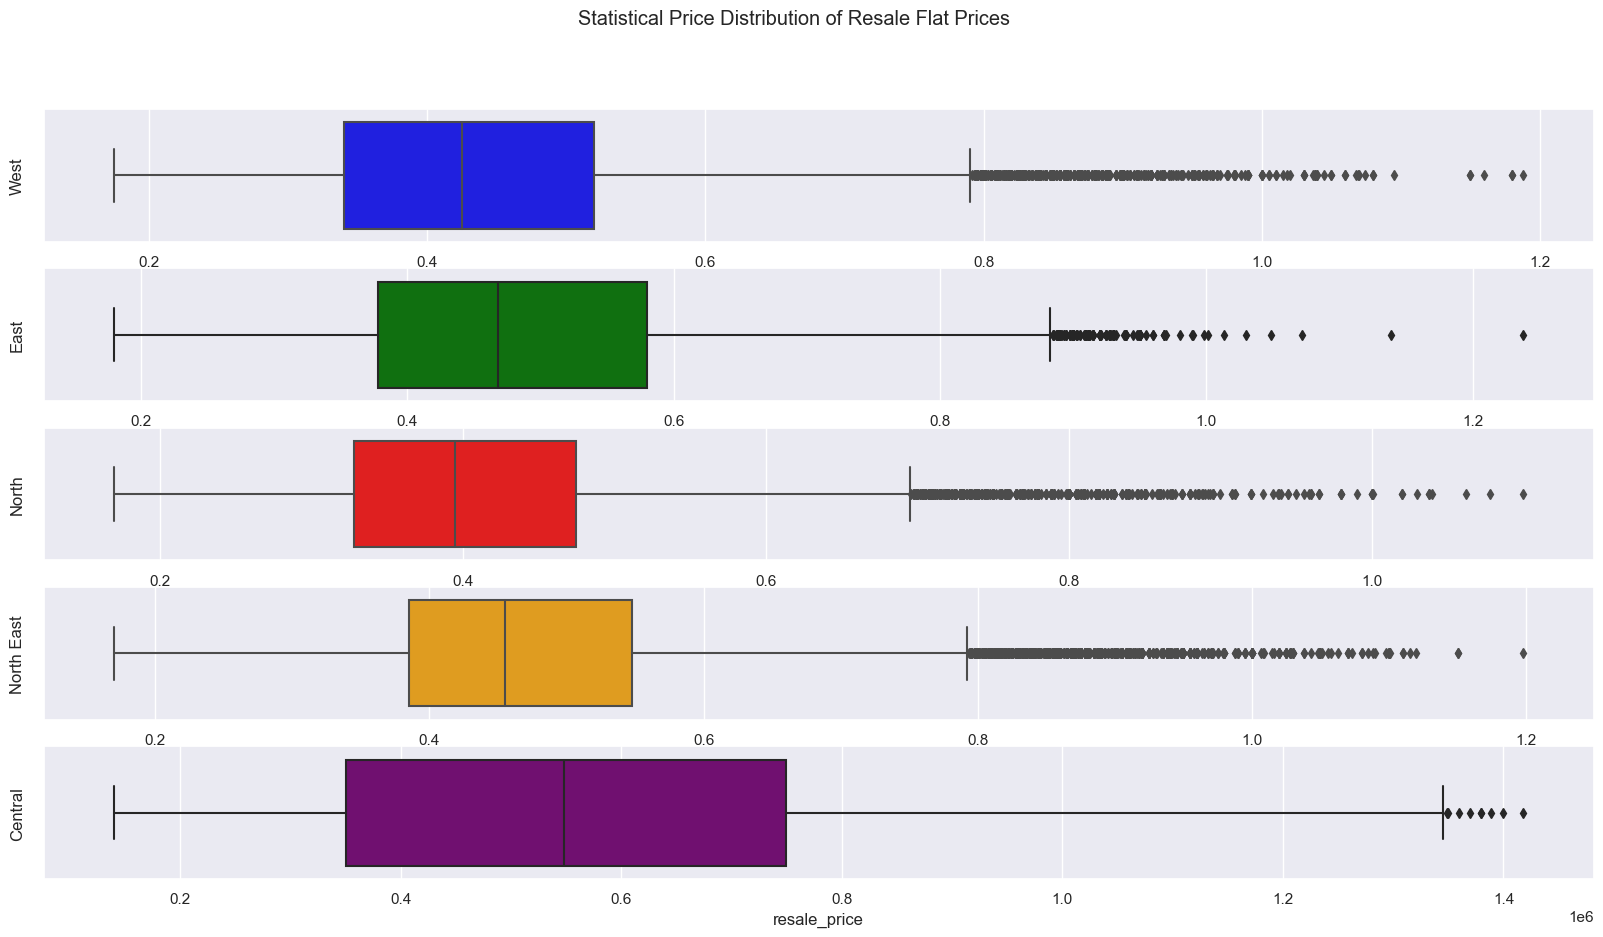 Statistical Price Distribution of Resale Flat Prices
West
0.2 0.4 0.6 0.8 1.0 1.2
East
0.2 0.4 0.6 0.8 1.0 1.2
North
0.2 0.4 0.6 0.8 1.0
North East
0.2 0.4 0.6 0.8 1.0 1.2
Central
0.2 0.4 0.6 0.8 1.0 1.2 1.4
resale_price
1e6